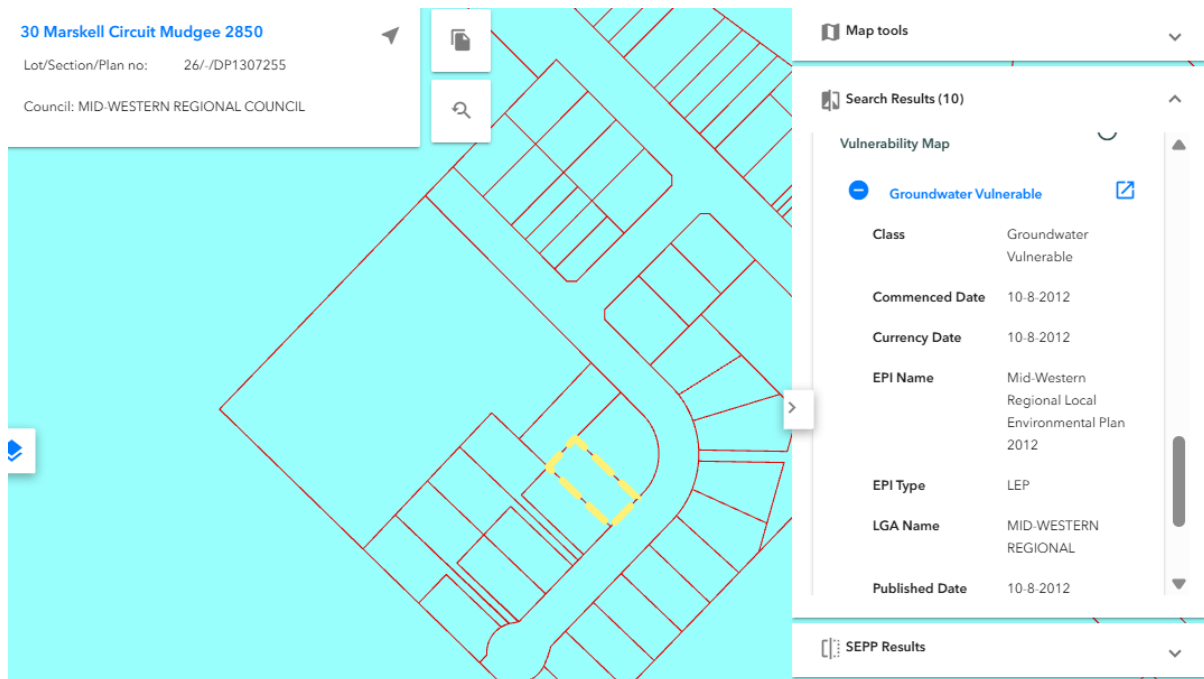 30 Marskell Circuit Mudgee 2850
Lot/Section/Plan no: 26/-/DP1307255
Council: MID-WESTERN REGIONAL COUNCIL
Map tools
Search Results (10)
Vulnerability Map
Groundwater Vulnerable
Class Groundwater
Vulnerable
Commenced Date 10-8-2012
Currency Date 10-8-2012
EPI Name Mid-Western
Regional Local
Environmental Plan
2012
EPI Type LEP
LGA Name MID-WESTERN
REGIONAL
Published Date 10-8-2012
SEPP Results